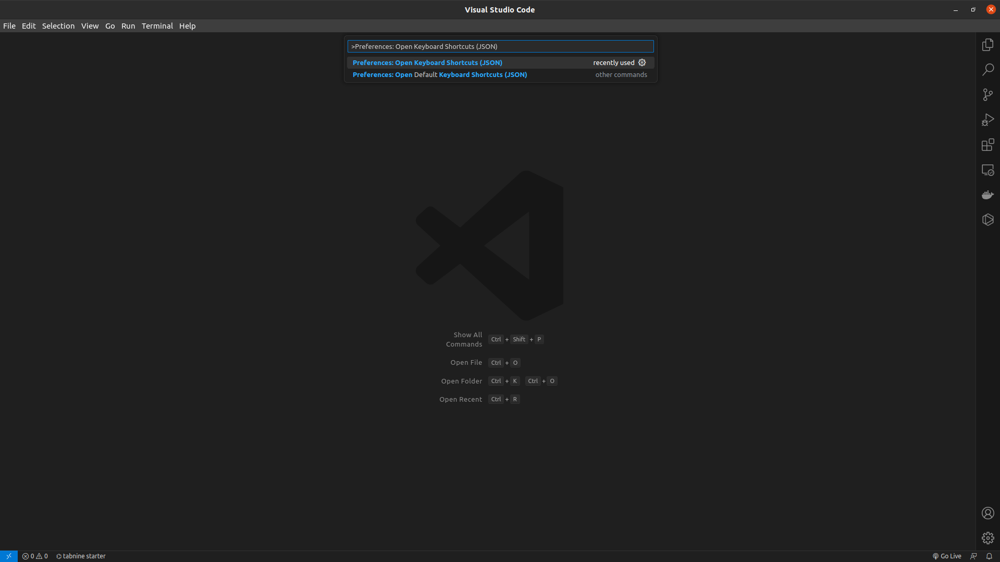 Visual Studio Code
File Edit Selection View Go Run Terminal Help
>Preferences: Open Keyboard Shortcuts (JSON)
Preferences: Open Keyboard Shortcuts (JSON) recently used
Preferences: Open Default Keyboard Shortcuts (JSON) other commands
Show All
Commands Ctrl + Shift + P
Open File Ctrl + O
Open Folder Ctrl + K Ctrl + O
Open Recent Ctrl + R
0 0 tabnine starter Go Live